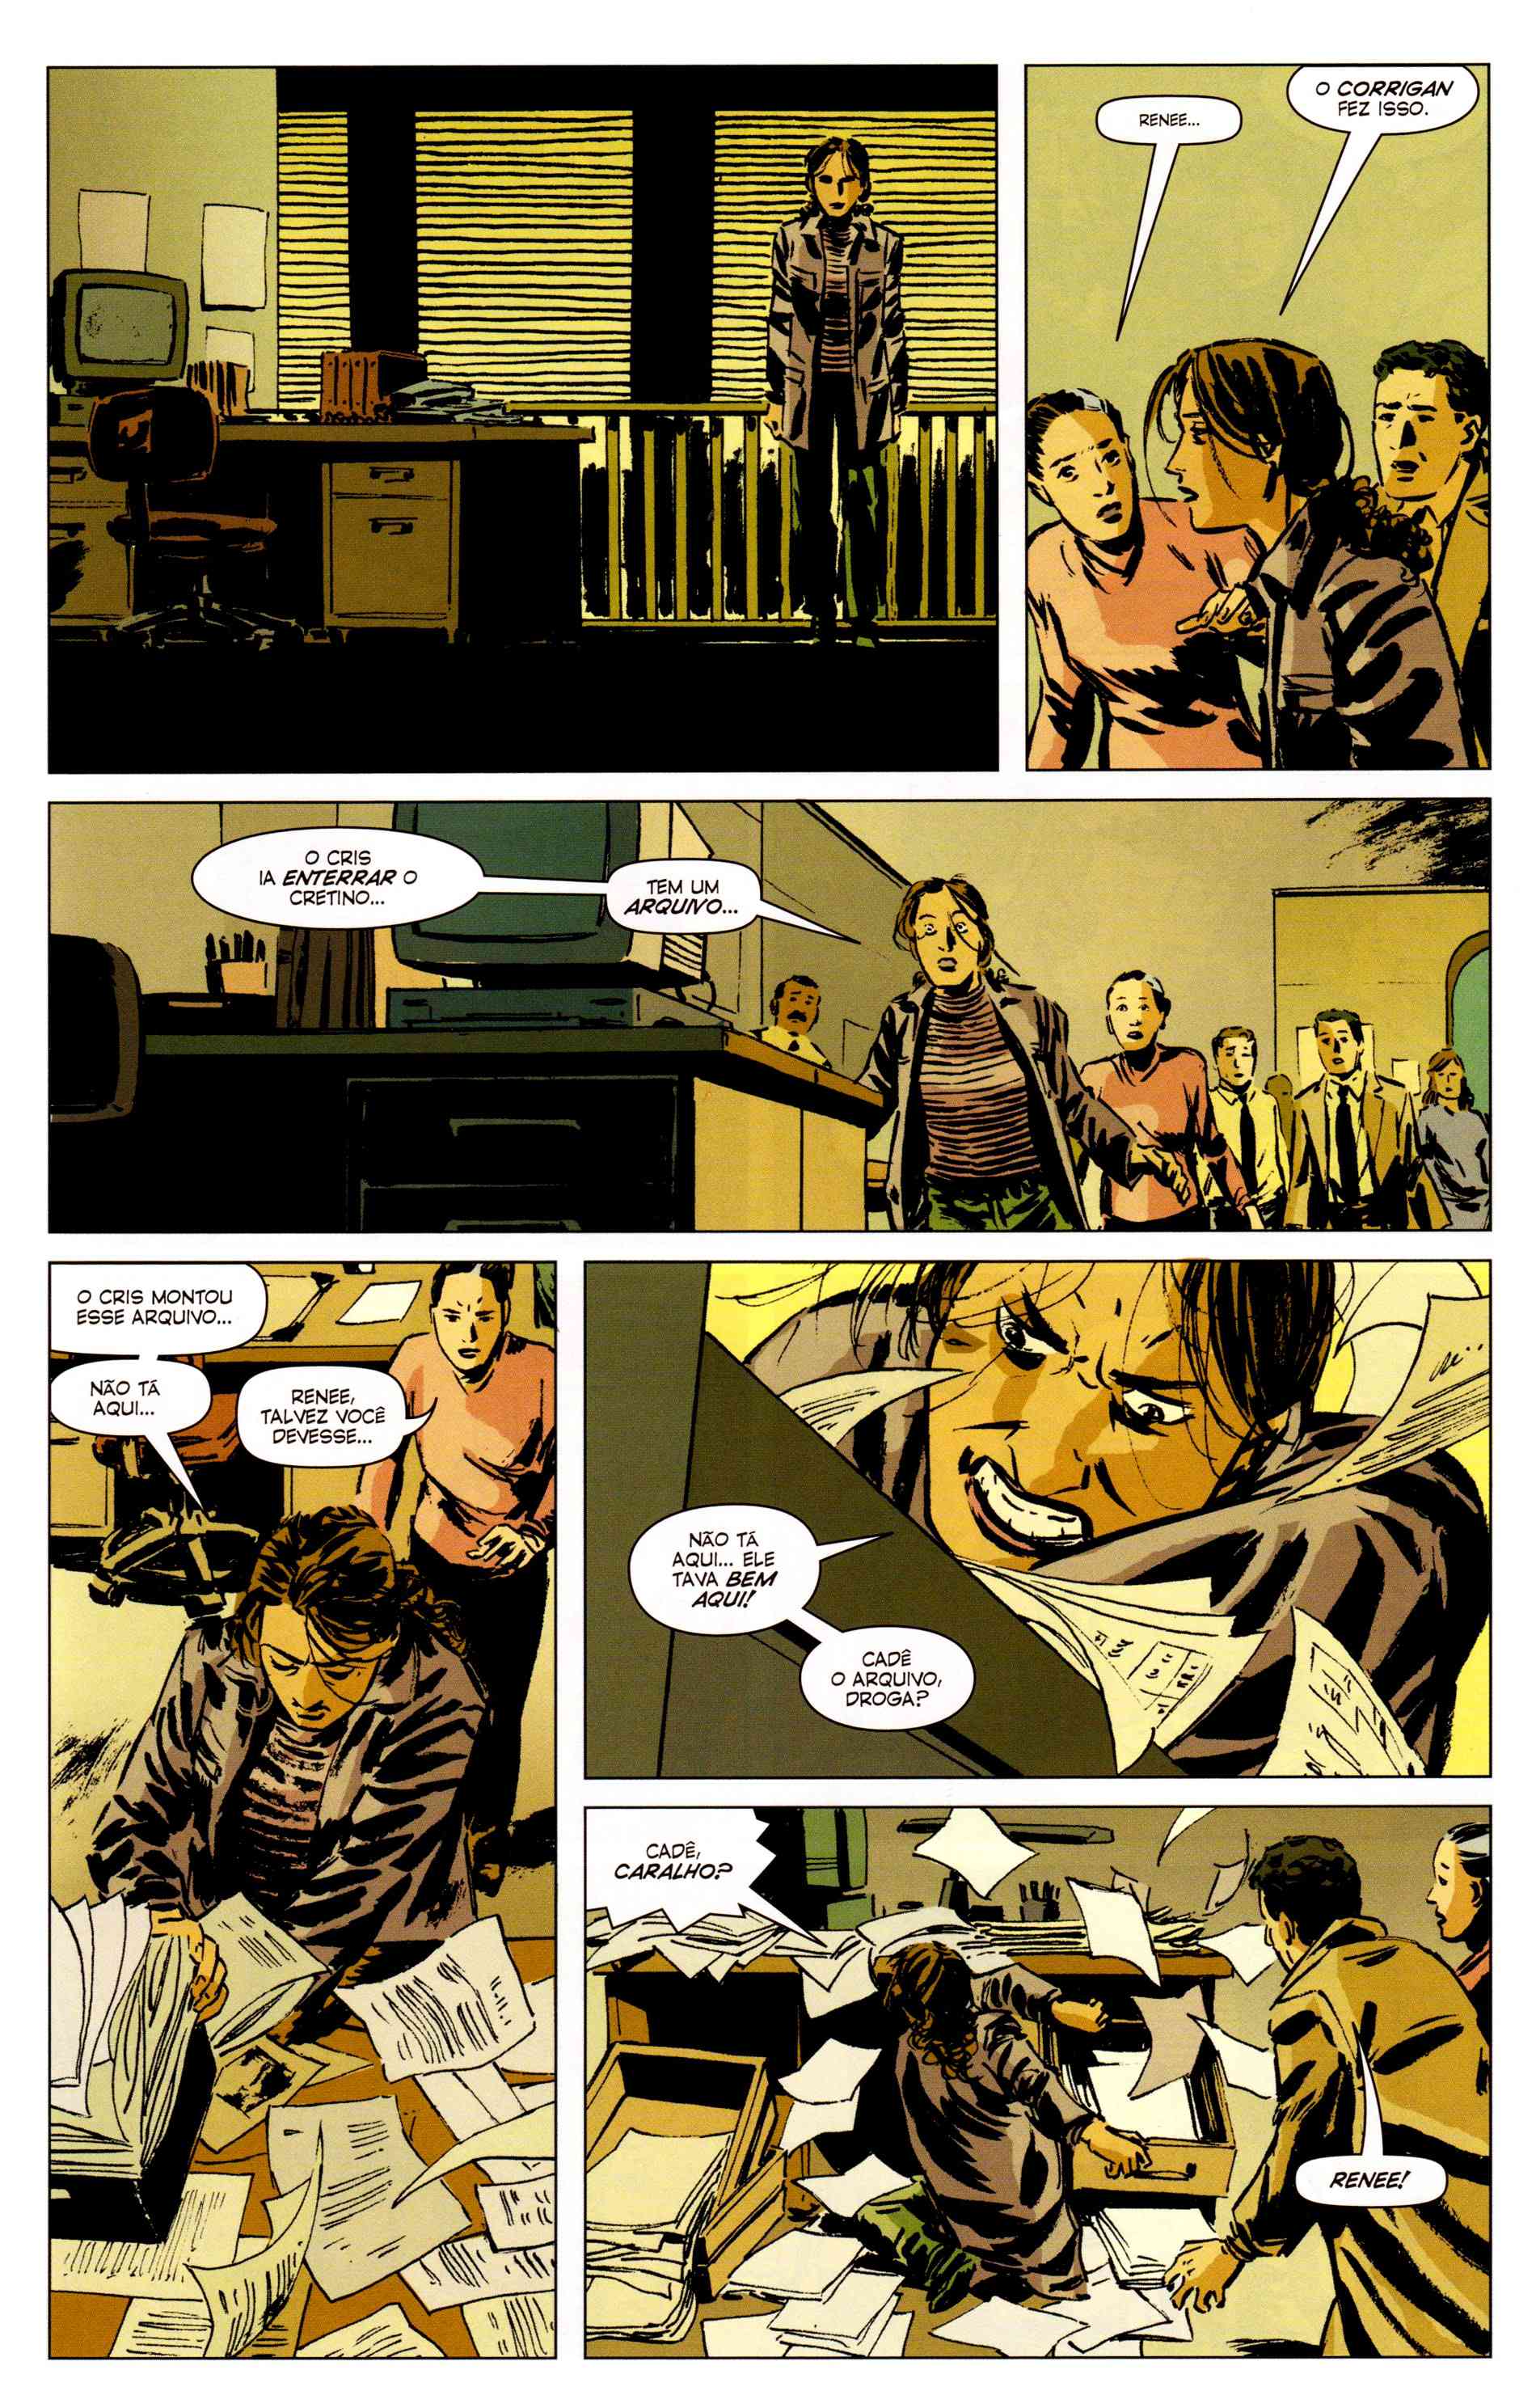 RENEE...
O CORRIGAN
FEZ ISSO.
O CRIS
IA ENTERRAR O
CRETINO...
TEM UM
ARQUIVO...
O CRIS MONTOU
ESSE ARQUIVO...
NÃO TÁ
AQUI...
RENEE,
TALVEZ VOCÊ
DEVESSE...
NÃO TÁ
AQUI... ELE
TAVA BEM
AQUI!
CADÊ
O ARQUIVO,
DROGA?
CADÊ,
CARALHO?
RENEE!